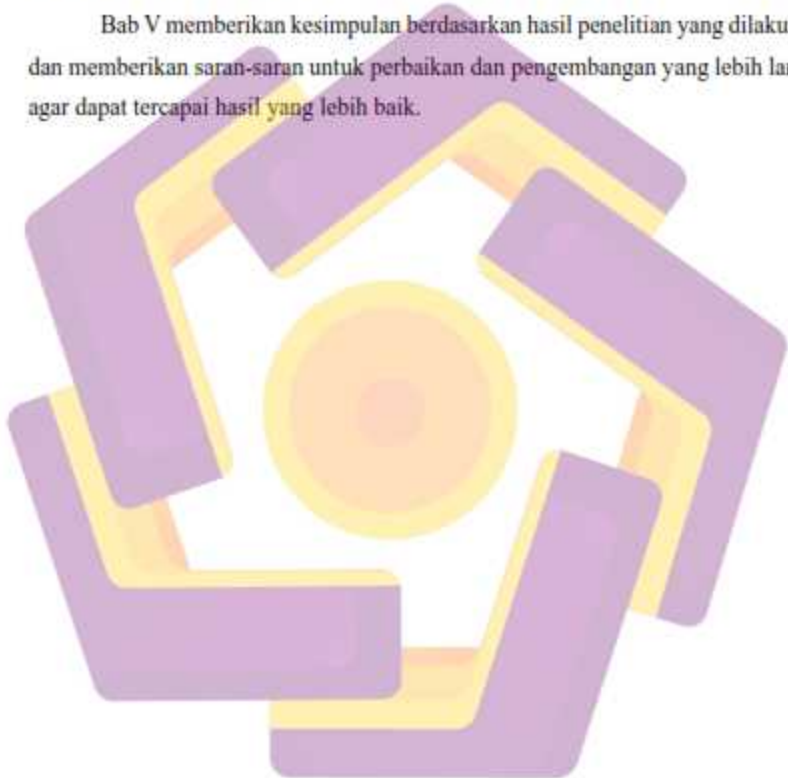 Bab V memberikan kesimpulan berdasarkan hasil penelitian yang dilaku
dan memberikan saran-saran untuk perbaikan dan pengembangan yang lebih lan
agar dapat tercapai hasil yang lebih baik.